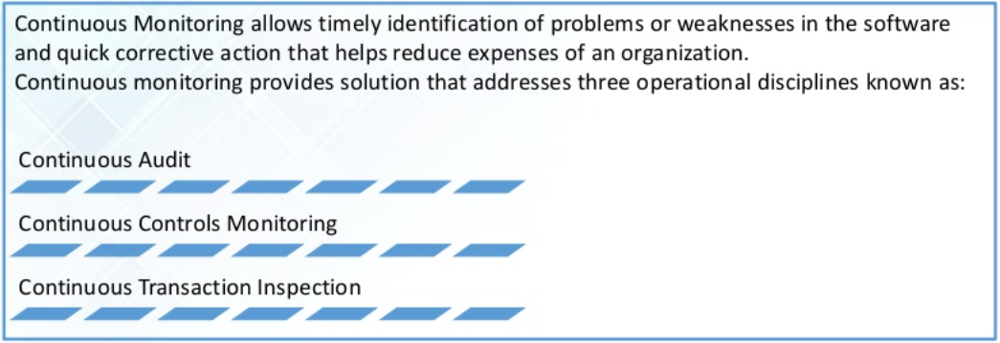 Continuous Monitoring allows timely identification of problems or weaknesses in the software
and quick corrective action that helps reduce expenses of an organization.
Continuous monitoring provides solution that addresses three operational disciplines known as:
Continuous Audit
Continuous Controls Monitoring
Continuous Transaction Inspection